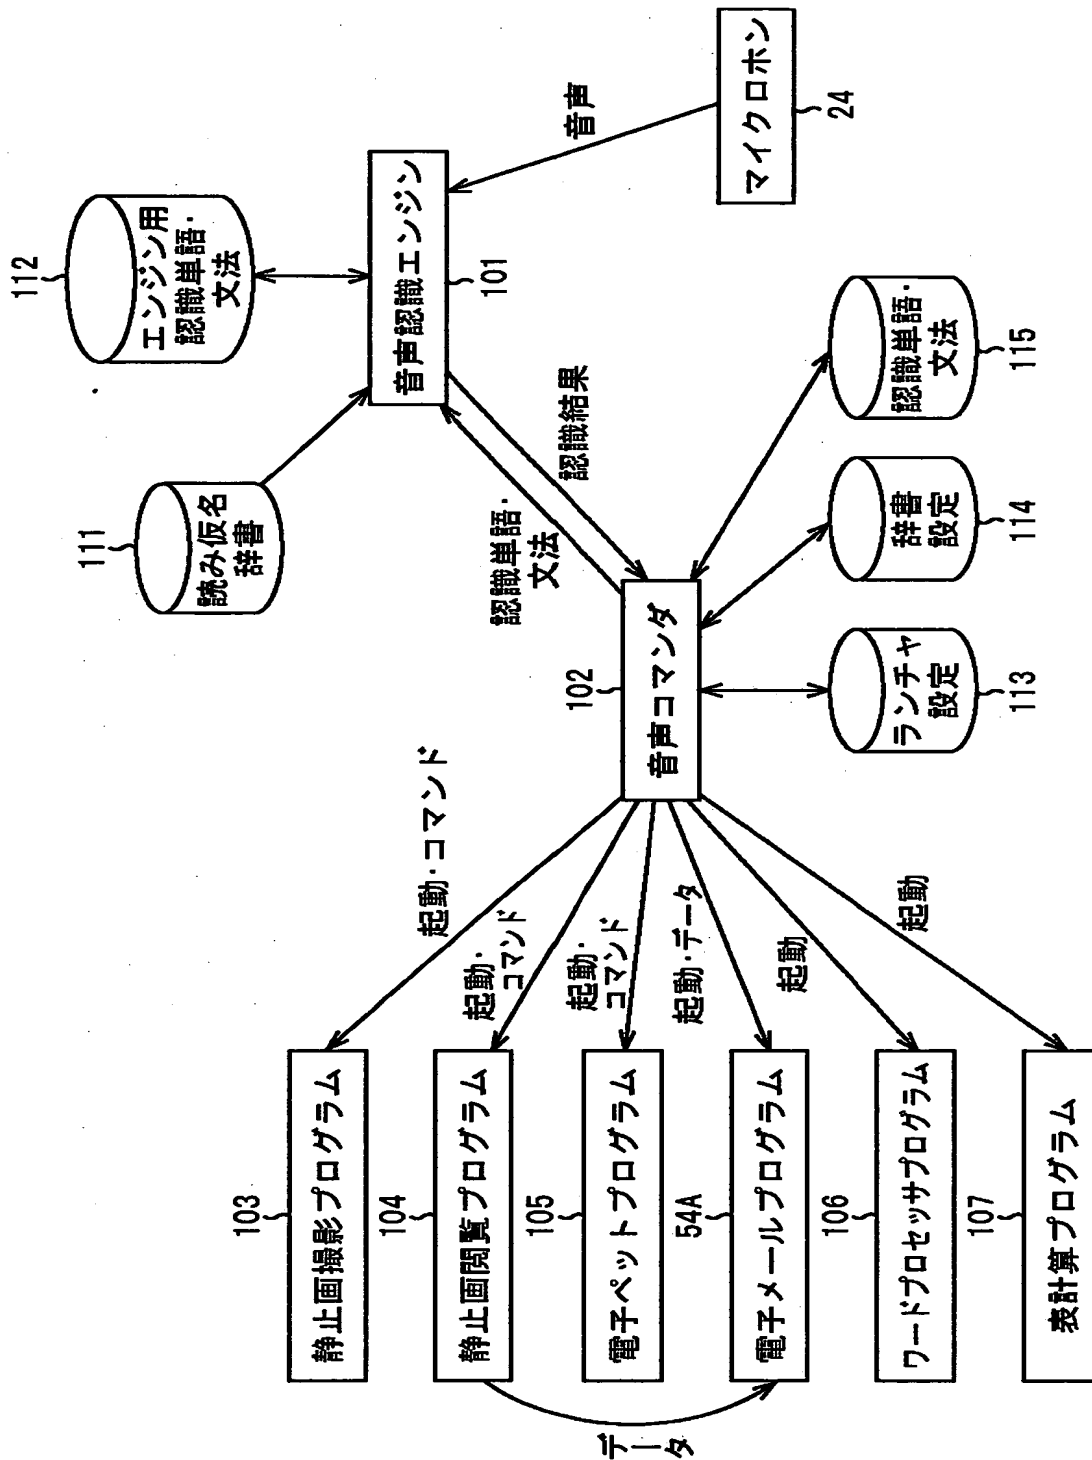 112
エンジン用
認識単語・
文法
111
読み仮名
辞書
音声認識エンジン
101
音声
マイクロホン
24
認識単語・
文法
認識結果
102
音声コマンダ
ランチャ
設定
113
辞書
設定
114
認識単語・
文法
115
起動・コマンド
起動・
コマンド
起動・
コマンド
起動・データ
起動
起動
103
静止画撮影プログラム
104
静止画閲覧プログラム
105
電子ペットプログラム
54A
電子メールプログラム
106
ワードプロセッサプログラム
107
表計算プログラム
データ